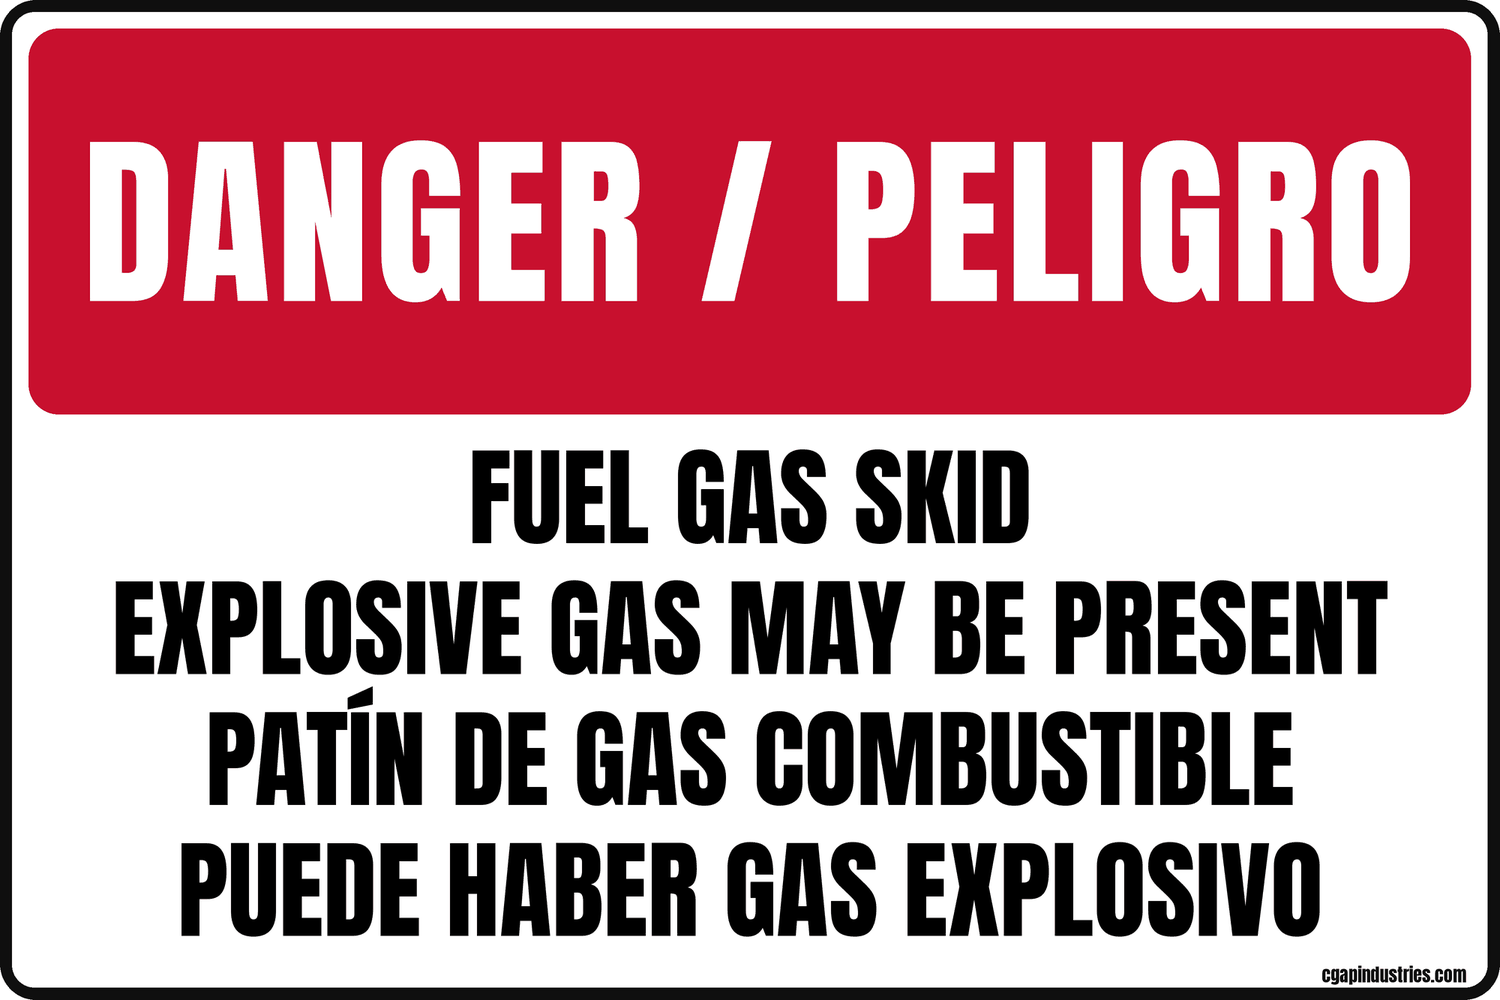 DANGER / PELIGRO
FUEL GAS SKID
EXPLOSIVE GAS MAY BE PRESENT
PATÍN DE GAS COMBUSTIBLE
PUEDE HABER GAS EXPLOSIVO
cgapindustries.com